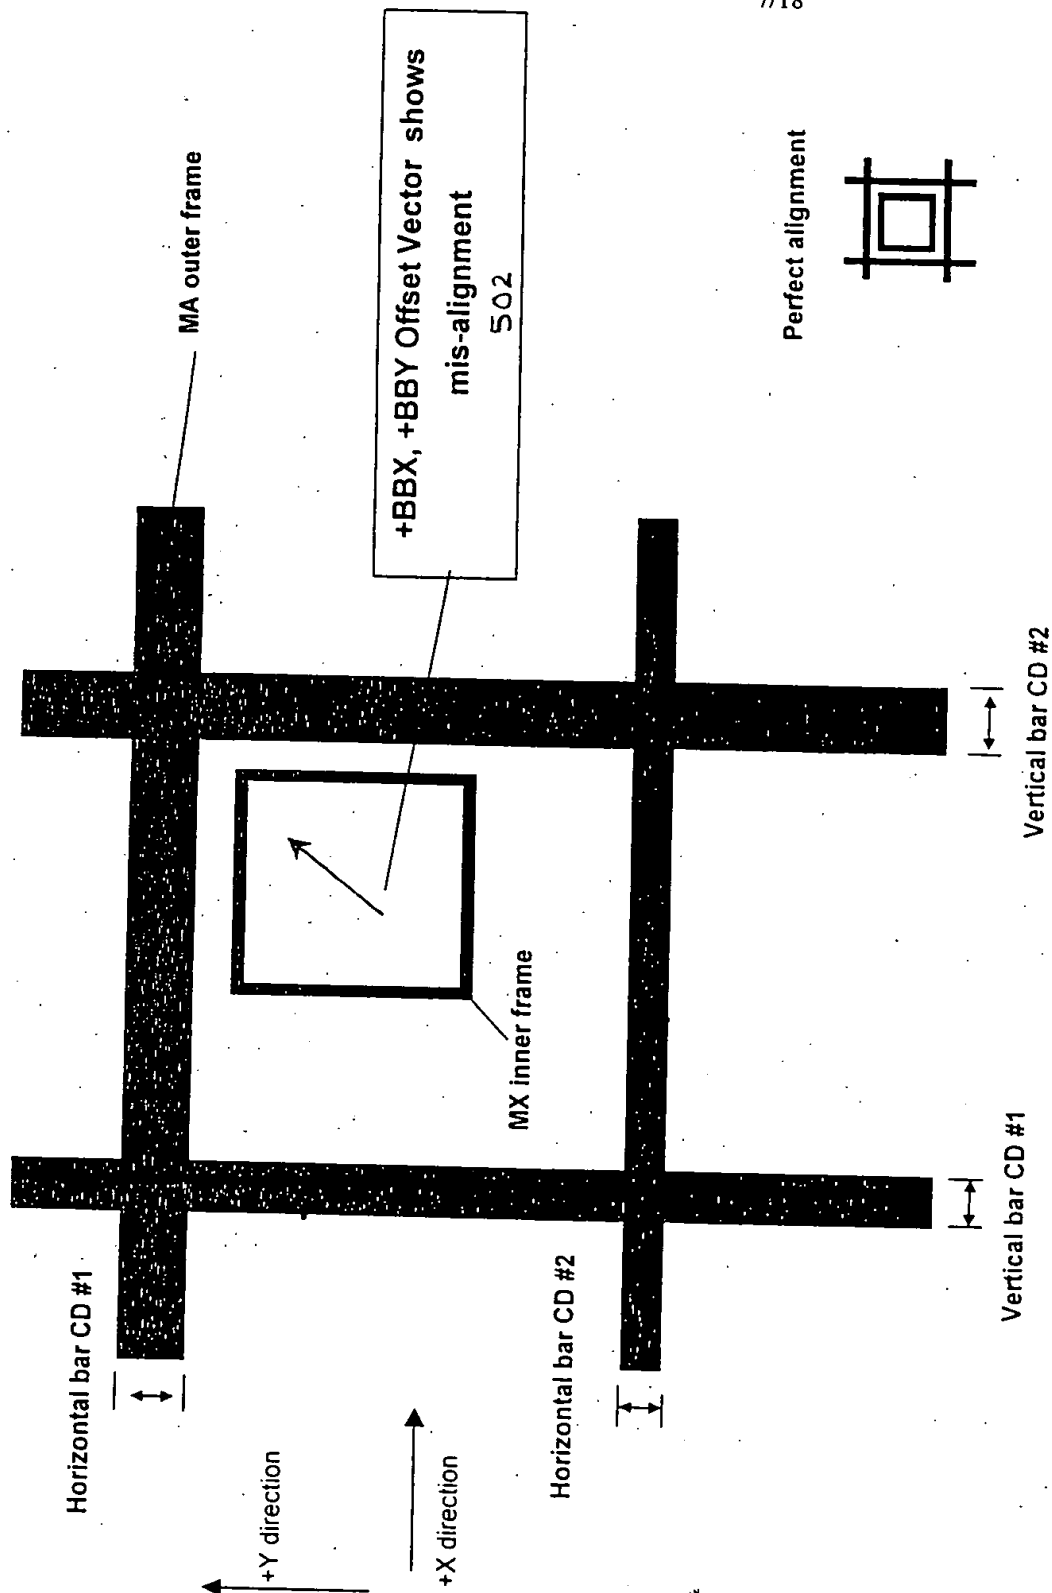 7/18
MA outer frame
+BBX, +BBY Offset Vector shows
mis-alignment
502
Perfect alignment
MX inner frame
Horizontal bar CD #1
Horizontal bar CD #2
Vertical bar CD #1
Vertical bar CD #2
+Y direction
+X direction